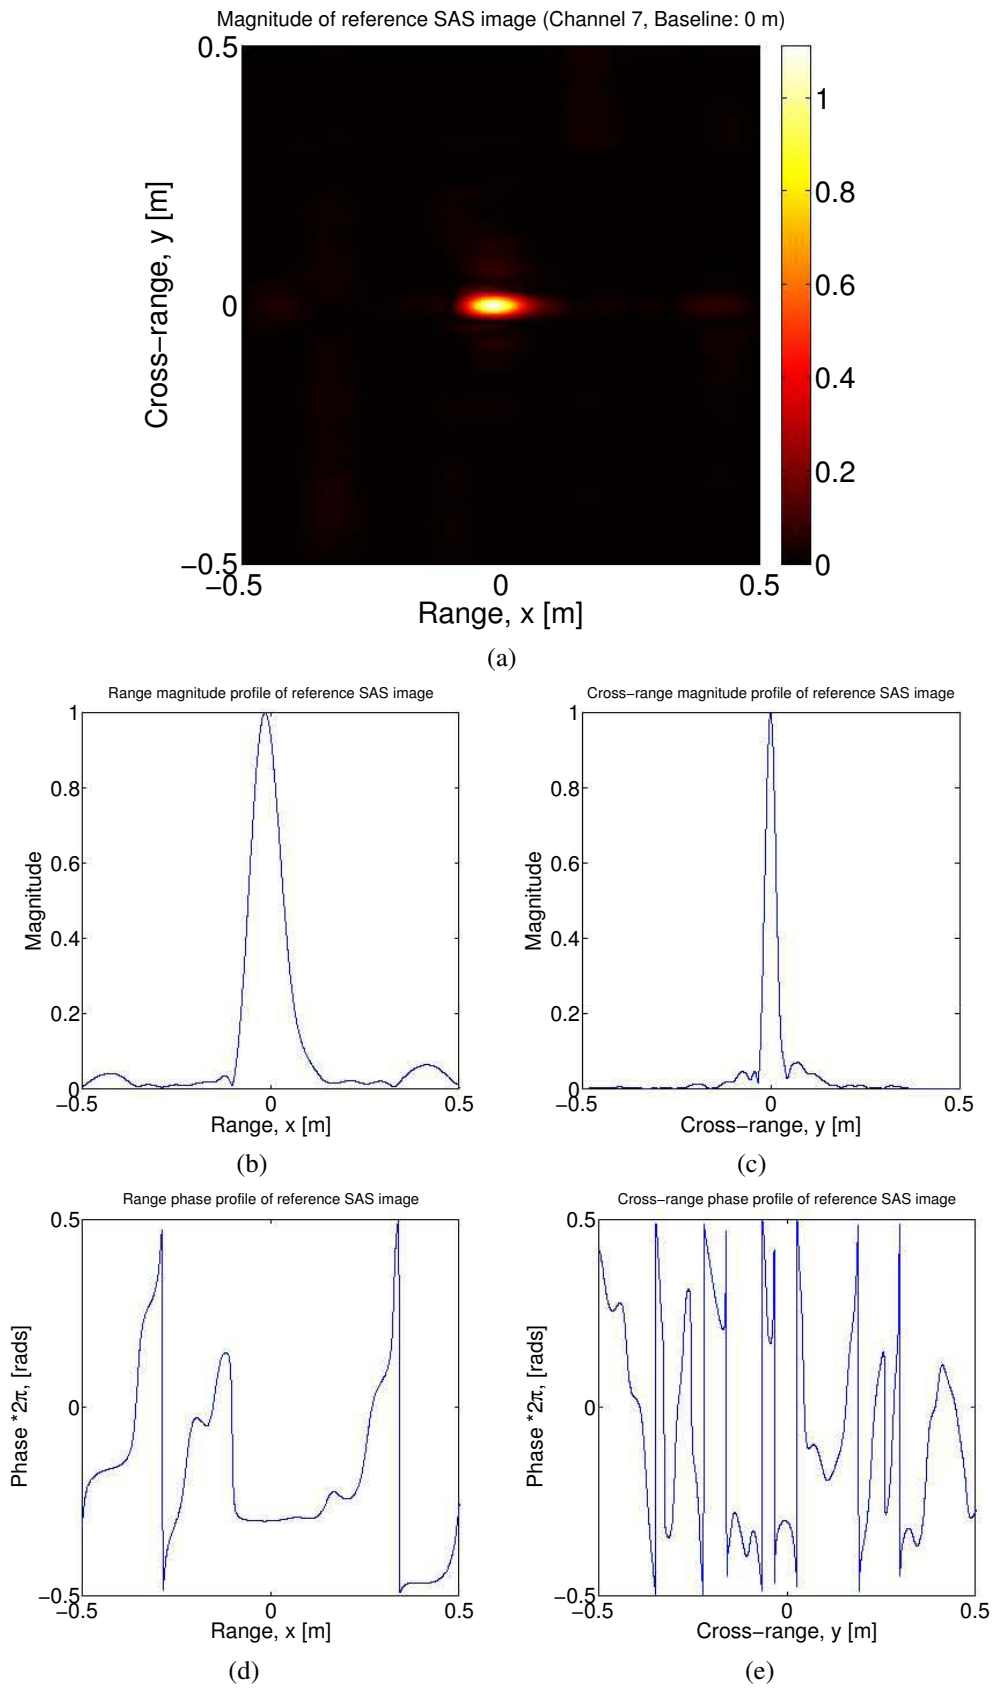 Magnitude of reference SAS image (Channel 7, Baseline: 0 m)
0.5
0
−0.5
Cross−range, y [m]
−0.5
0
0.5
Range, x [m]
1
0.8
0.6
0.4
0.2
0
(a)
Range magnitude profile of reference SAS image
1
0.8
0.6
0.4
0.2
0
Magnitude
−0.5
0
0.5
Range, x [m]
(b)
Cross−range magnitude profile of reference SAS image
1
0.8
0.6
0.4
0.2
0
Magnitude
−0.5
0
0.5
Cross−range, y [m]
(c)
Range phase profile of reference SAS image
0.5
0
−0.5
Phase *2π, [rads]
−0.5
0
0.5
Range, x [m]
(d)
Cross−range phase profile of reference SAS image
0.5
0
−0.5
Phase *2π, [rads]
−0.5
0
0.5
Cross−range, y [m]
(e)